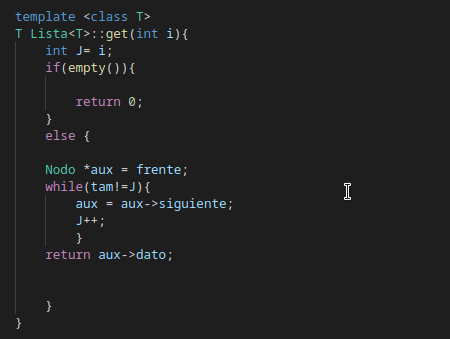 template <class T>
T Lista<T>::get(int i){
    int J= i;
    if(empty()){
        return 0;
    }
    else {
    Nodo *aux = frente;
    while(tam!=J){
        aux = aux->siguiente;
        J++;
        }
    return aux->dato;
    }
}